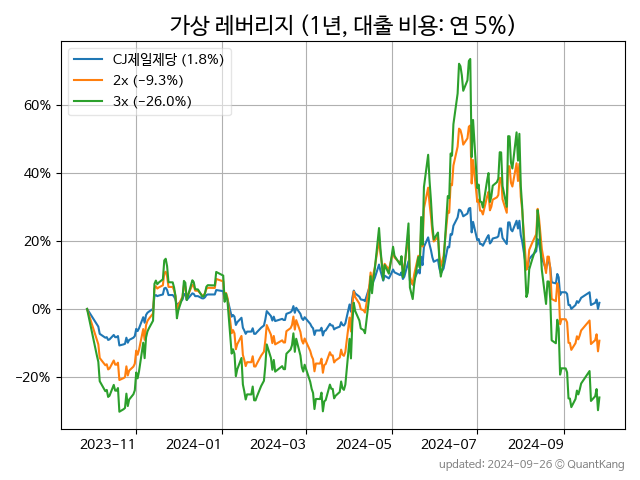 가상 레버리지 (1년, 대출 비용: 연 5%)
CJ제일제당 (1.8%)
2x (−9.3%)
3x (−26.0%)
60%
40%
20%
0%
−20%
2023-11
2024-01
2024-03
2024-05
2024-07
2024-09
updated: 2024-09-26 © QuantKang